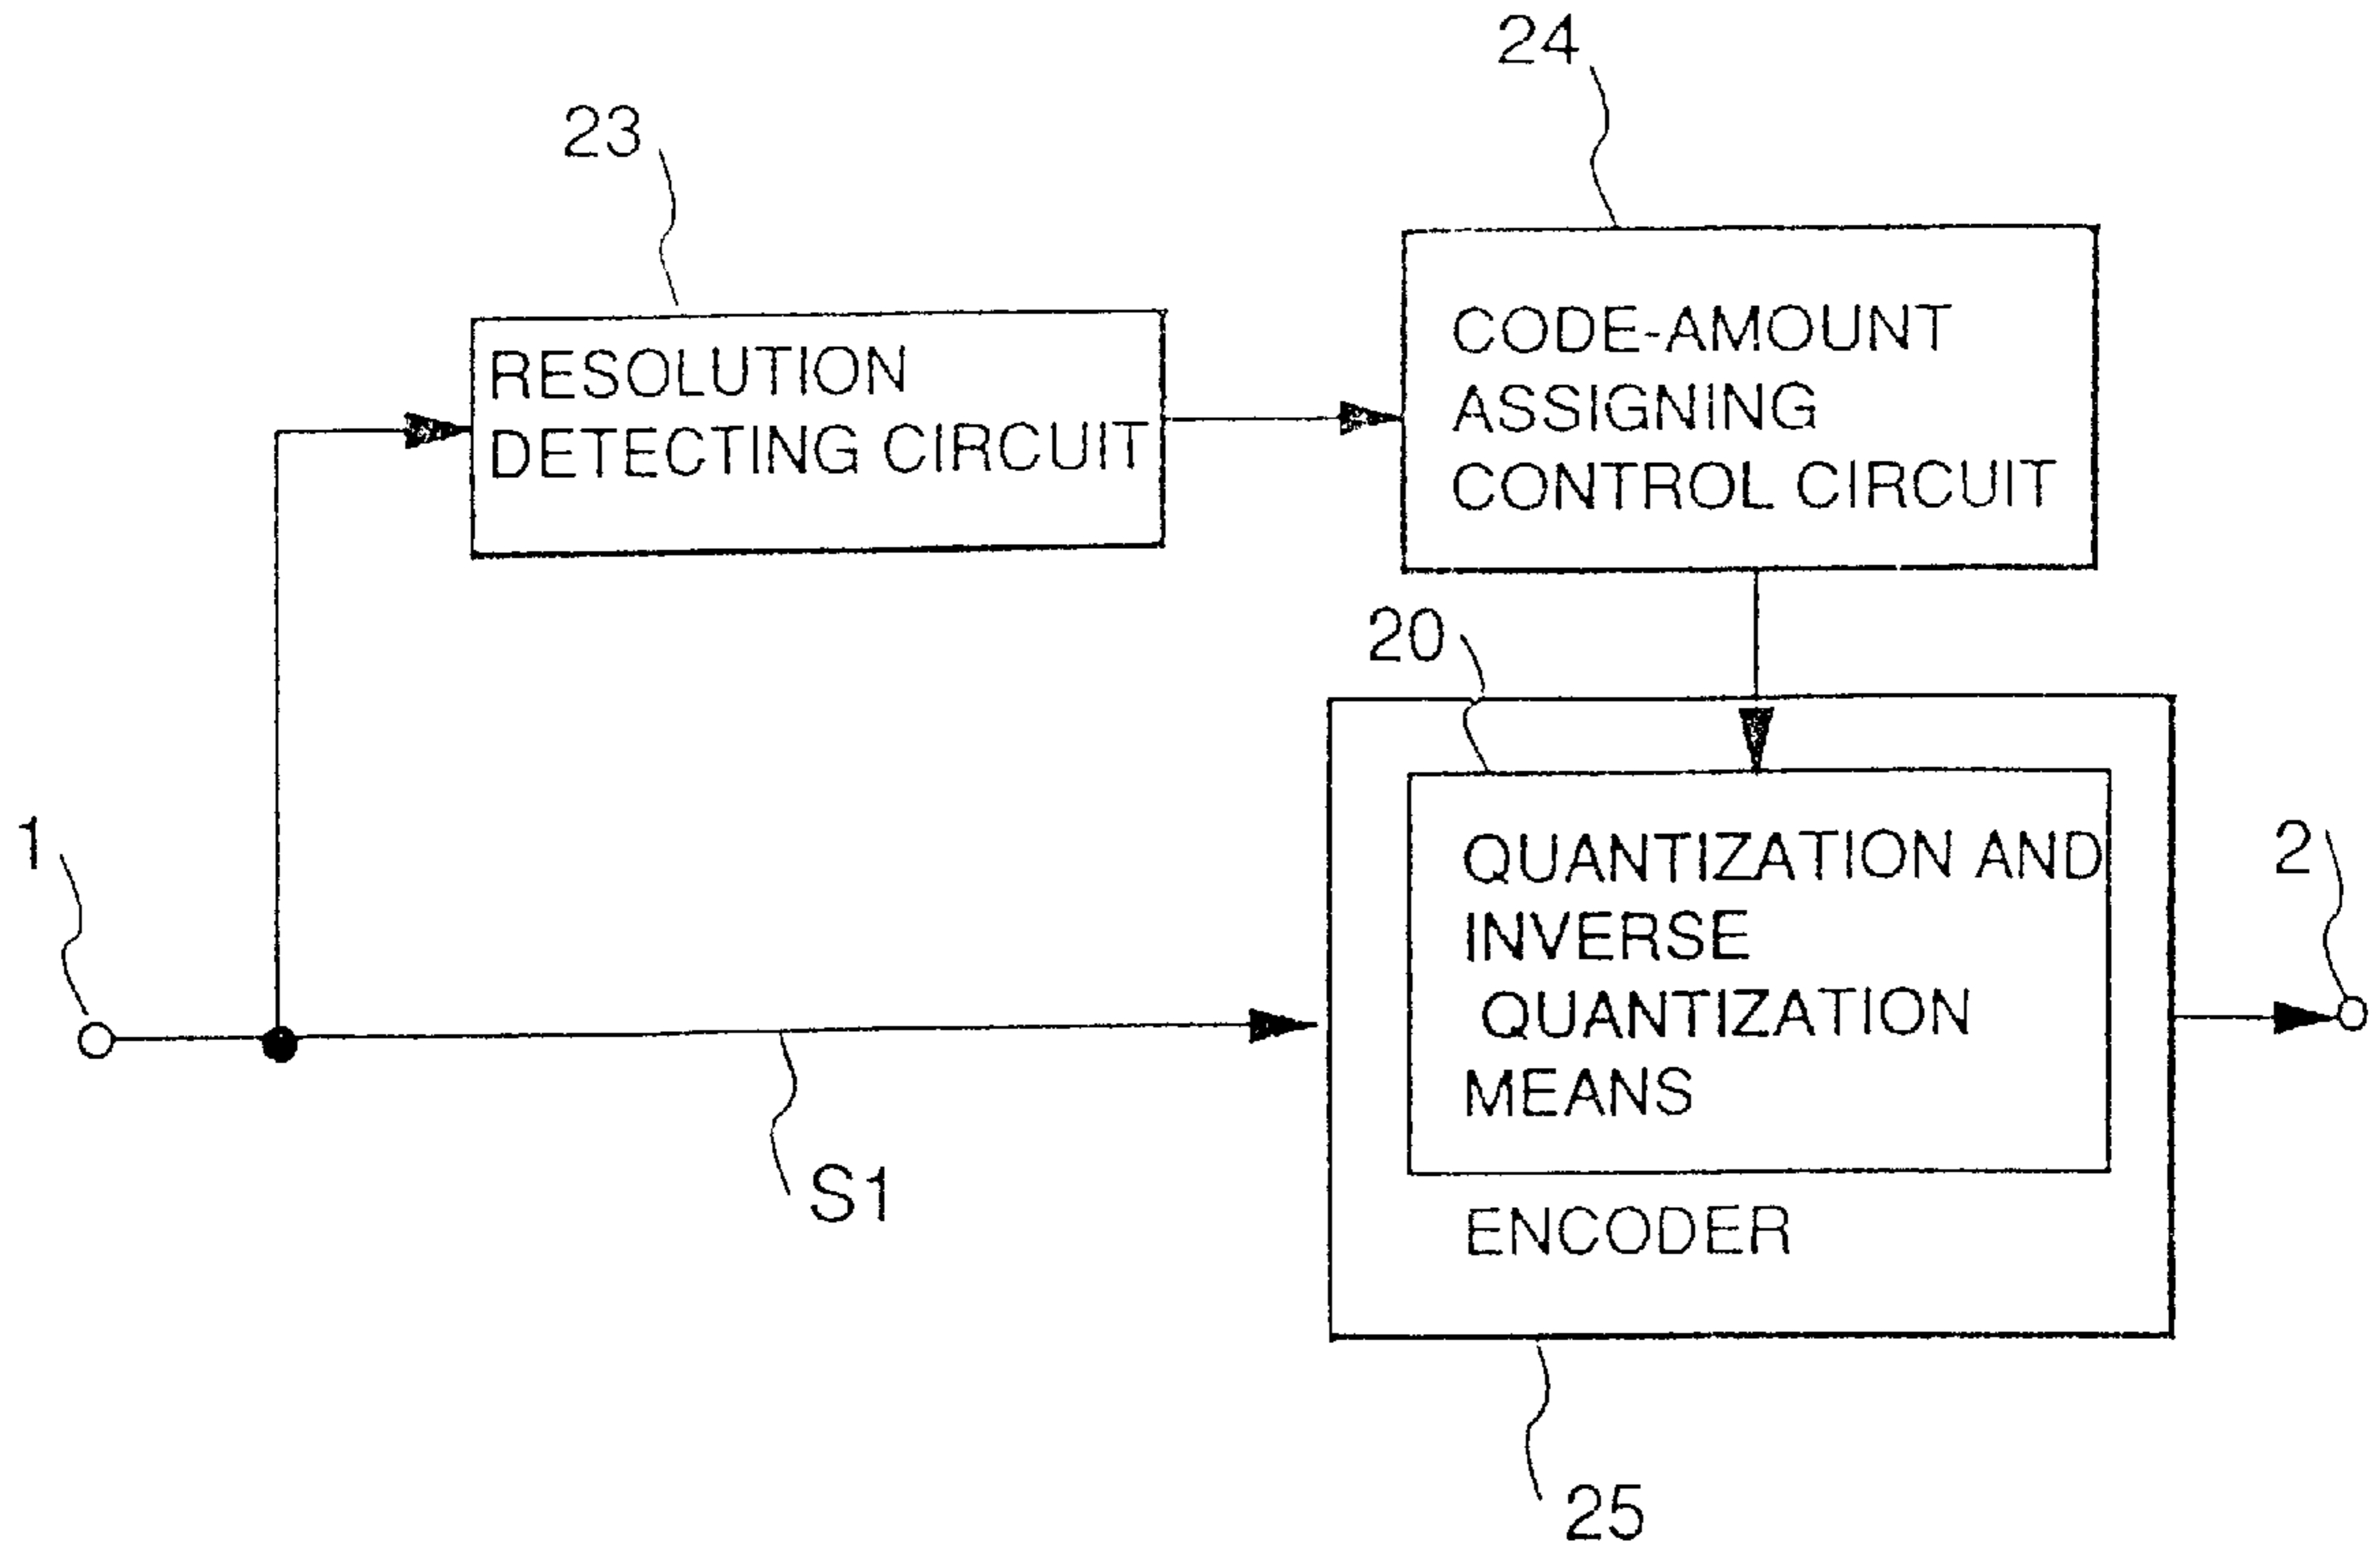 24
23
CODE-AMOUNT
ASSIGNING
CONTROL CIRCUIT
RESOLUTION
DETECTING CIRCUIT
20
1
QUANTIZATION AND
INVERSE
QUANTIZATION
MEANS
2
S1
ENCODER
25